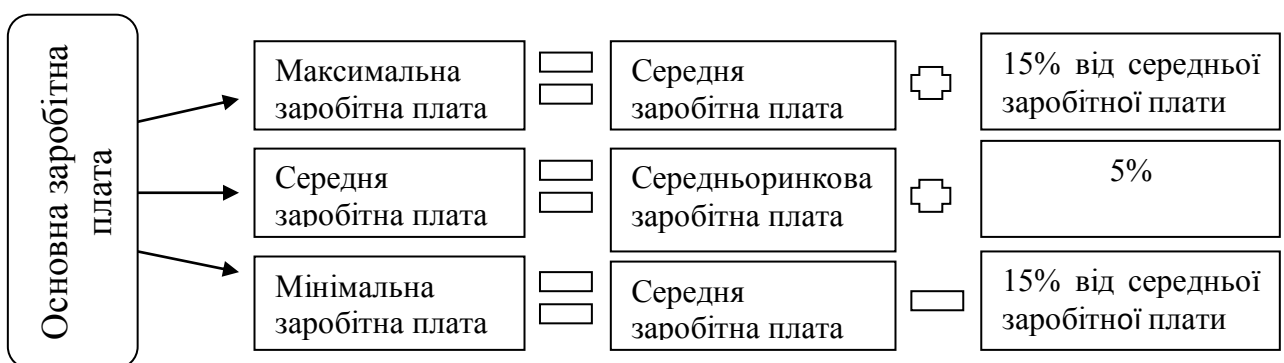 Основна заробітна
плата
Максимальна
заробітна плата
Середня
заробітна плата
15% від середньої
заробітної плати
Середня
заробітна плата
Середньоринкова
заробітна плата
5%
Мінімальна
заробітна плата
Середня
заробітна плата
15% від середньої
заробітної плати